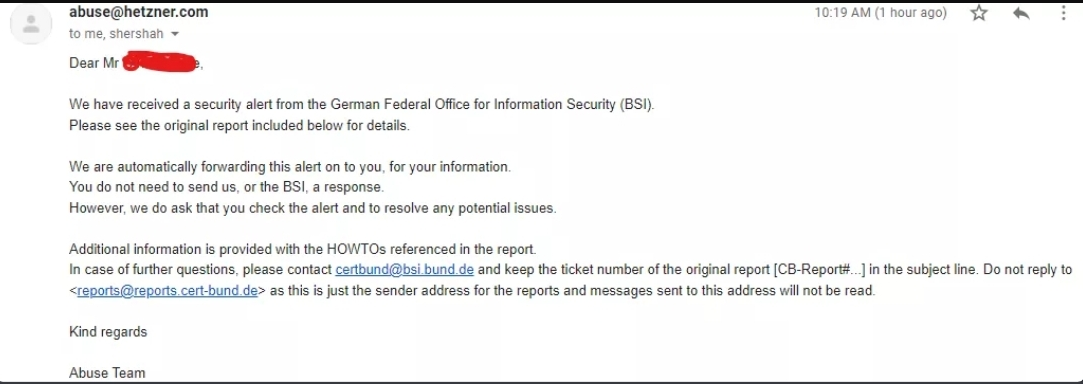 abuse@hetzner.com
10:19 AM (1 hour ago)
to me, shershah
Dear Mr
We have received a security alert from the German Federal Office for Information Security (BSI).
Please see the original report included below for details.
We are automatically forwarding this alert on to you, for your information.
You do not need to send us, or the BSI, a response.
However, we do ask that you check the alert and to resolve any potential issues.
Additional information is provided with the HOWTOs referenced in the report.
In case of further questions, please contact certbund@bsi.bund.de and keep the ticket number of the original report [CB-Report#...] in the subject line. Do not reply to
<reports@reports.cert-bund.de> as this is just the sender address for the reports and messages sent to this address will not be read.
Kind regards
Abuse Team